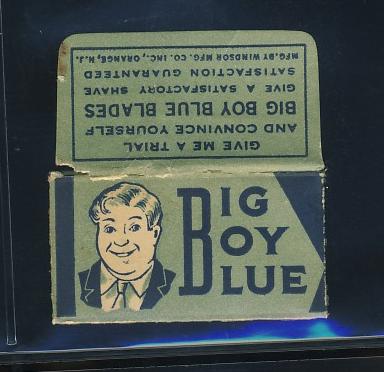 GIVE ME A TRIAL
AND CONVINCE YOURSELF
BIG BOY BLUE BLADES
GIVE A SATISFACTORY SHAVE
SATISFACTION GUARANTEED
MFG. BY WINDSOR MFG. CO. INC., ORANGE, N. J.
BIG
BOY
BLUE